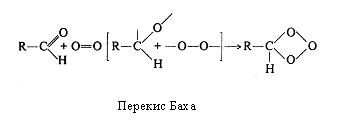 R—C=O H + O=O [R—C—O— H + —O—O—] → R—C H O O O
Перекис Баха